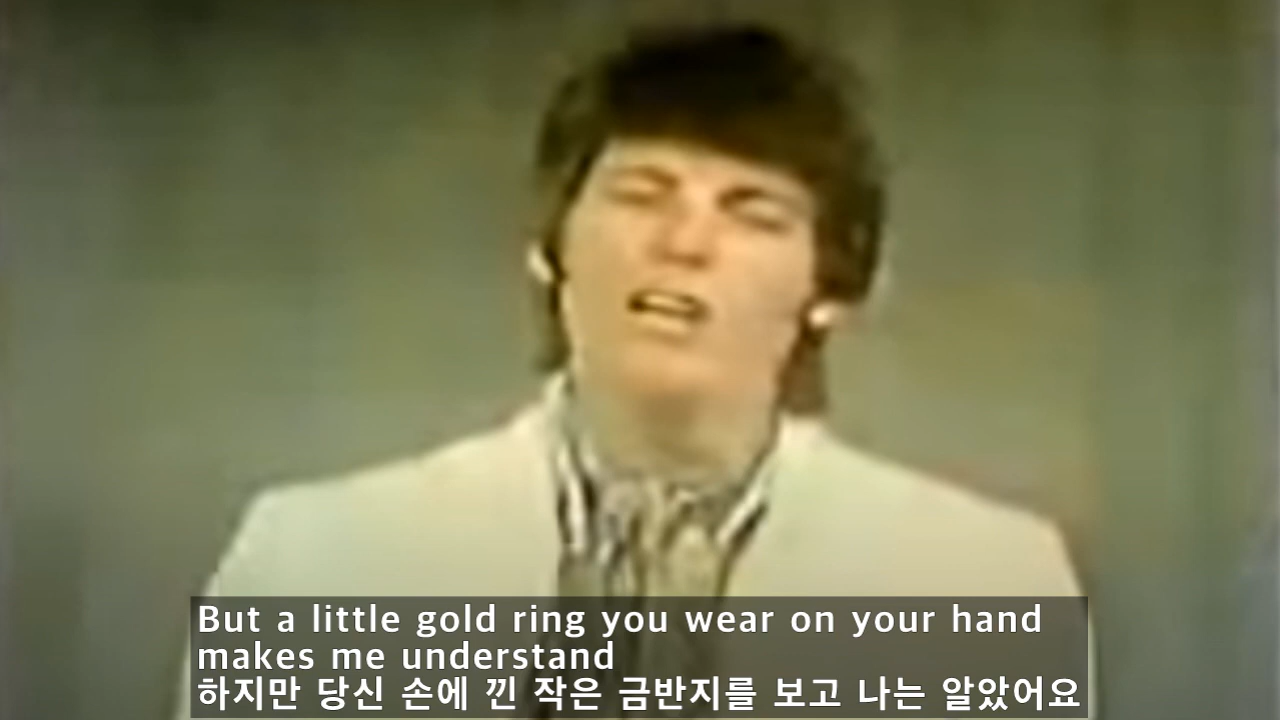 But a little gold ring you wear on your hand
makes me understand
하지만 당신 손에 낀 작은 금반지를 보고 나는 알았어요